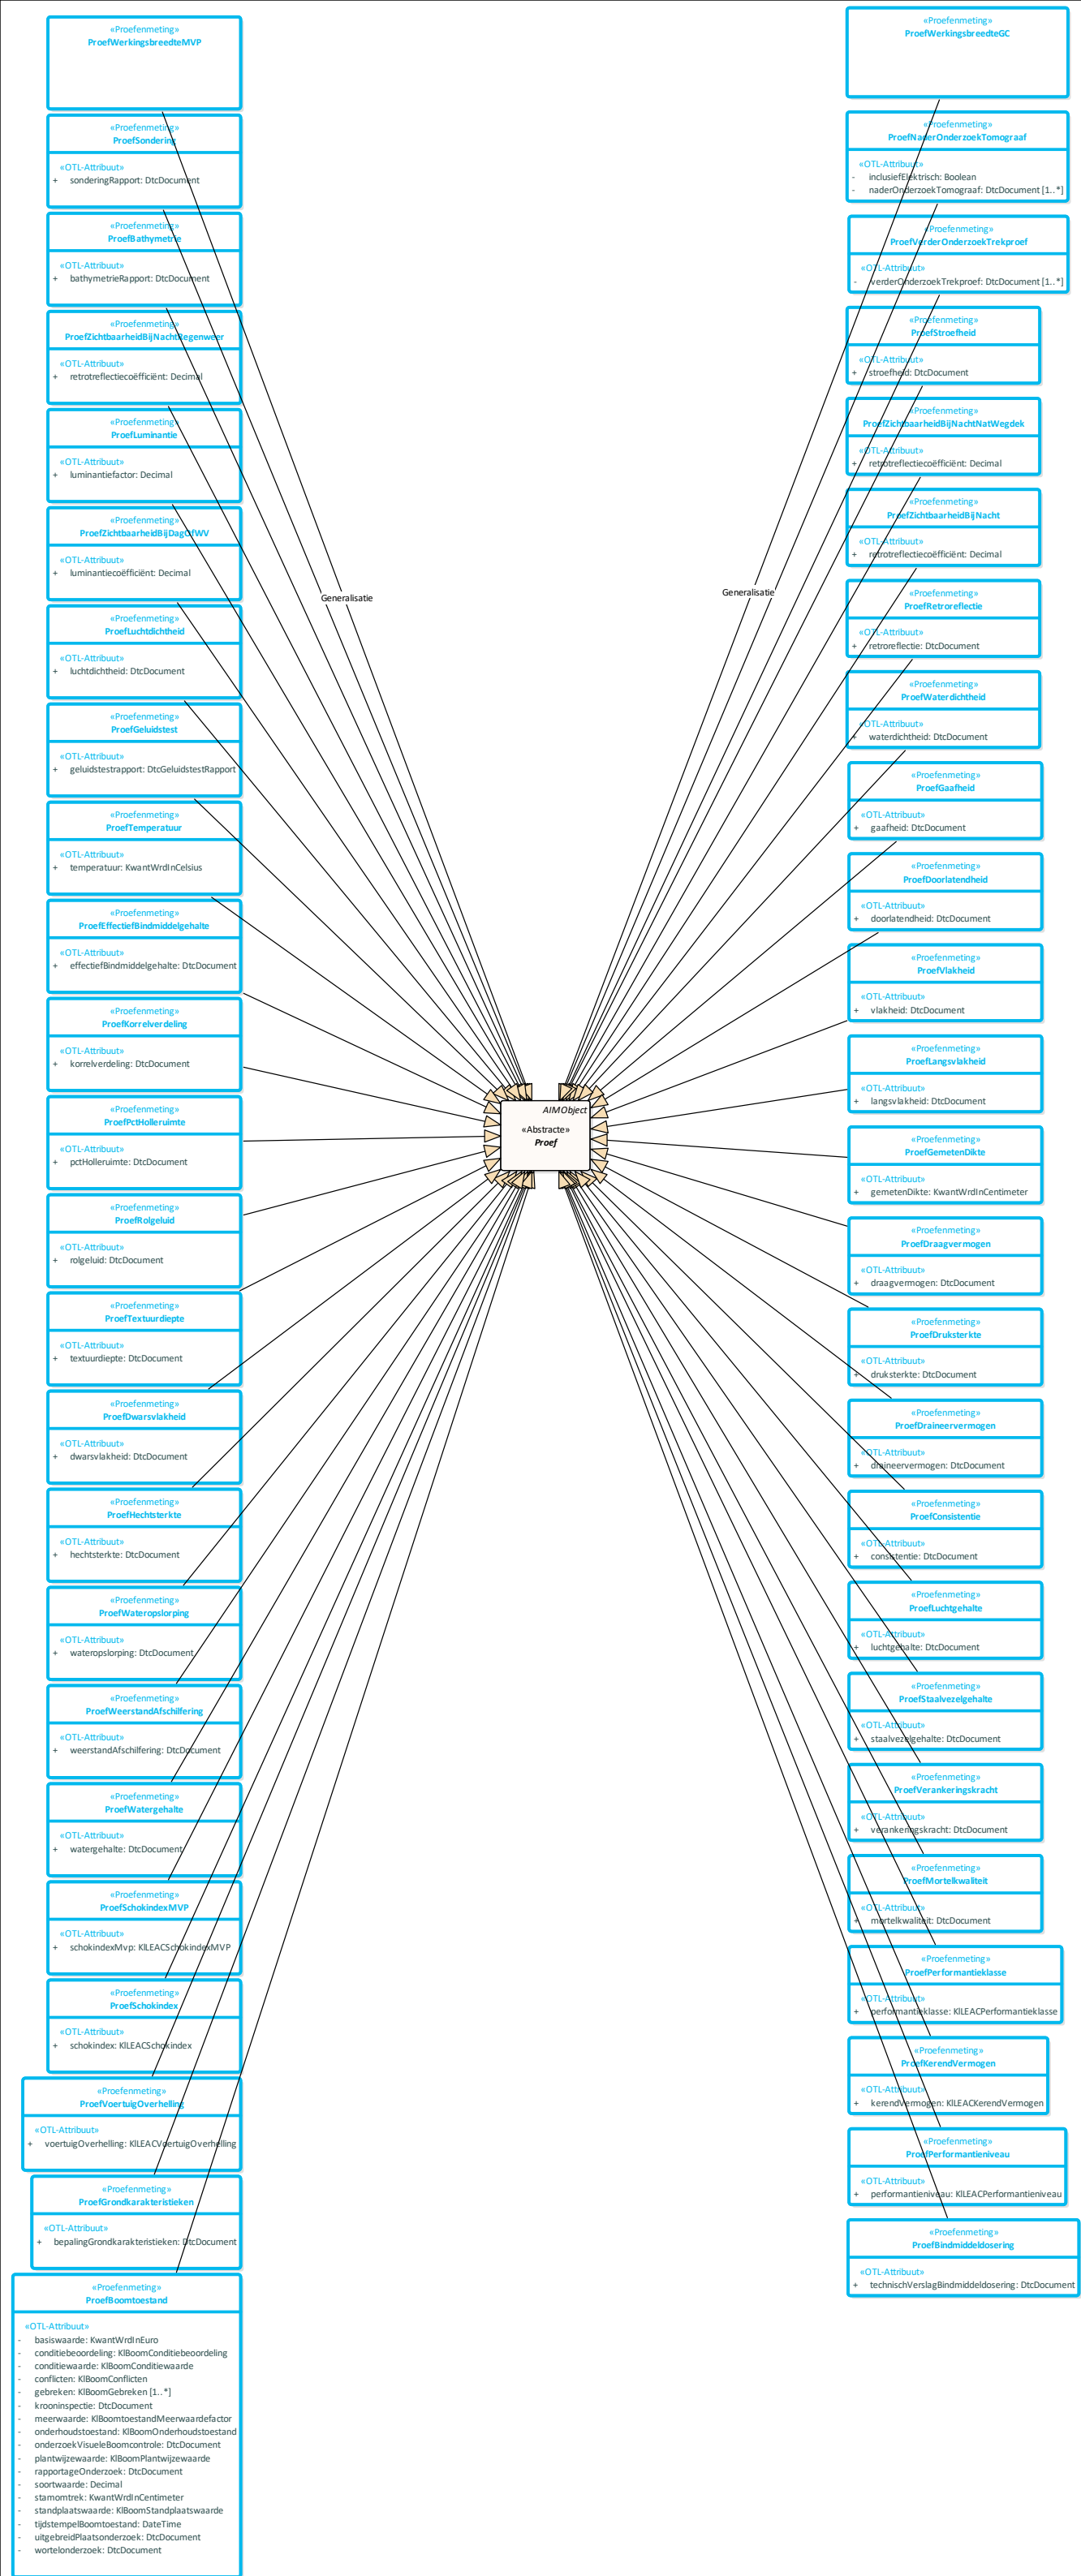 «Proefenmeting»
ProefWerkingsbreedteMVP
«Proefenmeting»
ProefSondering
«OTL-Attribuut»
+ sonderingRapport: DtcDocument
«Proefenmeting»
ProefBathymetrie
«OTL-Attribuut»
+ bathymetrieRapport: DtcDocument
«Proefenmeting»
ProefZichtbaarheidBijNachtRegenweer
«OTL-Attribuut»
+ retrotreflectiecoëfficiënt: Decimal
«Proefenmeting»
ProefLuminantie
«OTL-Attribuut»
+ luminantiefactor: Decimal
«Proefenmeting»
ProefZichtbaarheidBijDagOfWV
«OTL-Attribuut»
+ luminantiecoëfficiënt: Decimal
«Proefenmeting»
ProefLuchtdichtheid
«OTL-Attribuut»
+ luchtdichtheid: DtcDocument
«Proefenmeting»
ProefGeluidstest
«OTL-Attribuut»
+ geluidstestrapport: DtcGeluidstestRapport
«Proefenmeting»
ProefTemperatuur
«OTL-Attribuut»
+ temperatuur: KwantWrdInCelsius
«Proefenmeting»
ProefEffectiefBindmiddelgehalte
«OTL-Attribuut»
+ effectiefBindmiddelgehalte: DtcDocument
«Proefenmeting»
ProefKorrelverdeling
«OTL-Attribuut»
+ korrelverdeling: DtcDocument
«Proefenmeting»
ProefPctHolleruimte
«OTL-Attribuut»
+ pctHolleruimte: DtcDocument
«Proefenmeting»
ProefRolgeluid
«OTL-Attribuut»
+ rolgeluid: DtcDocument
«Proefenmeting»
ProefTextuurdiepte
«OTL-Attribuut»
+ textuurdiepte: DtcDocument
«Proefenmeting»
ProefDwarsvlakheid
«OTL-Attribuut»
+ dwarsvlakheid: DtcDocument
«Proefenmeting»
ProefHechtsterkte
«OTL-Attribuut»
+ hechtsterkte: DtcDocument
«Proefenmeting»
ProefWateropslorping
«OTL-Attribuut»
+ wateropslorping: DtcDocument
«Proefenmeting»
ProefWeerstandAfschilfering
«OTL-Attribuut»
+ weerstandAfschilfering: DtcDocument
«Proefenmeting»
ProefWatergehalte
«OTL-Attribuut»
+ watergehalte: DtcDocument
«Proefenmeting»
ProefSchokindexMVP
«OTL-Attribuut»
+ schokindexMvp: KlLEACSchokindexMVP
«Proefenmeting»
ProefSchokindex
«OTL-Attribuut»
+ schokindex: KlLEACSchokindex
«Proefenmeting»
ProefVoertuigOverhelling
«OTL-Attribuut»
+ voertuigOverhelling: KlLEACVoertuigOverhelling
«Proefenmeting»
ProefGrondkarakteristieken
«OTL-Attribuut»
+ bepalingGrondkarakteristieken: DtcDocument
«Proefenmeting»
ProefBoomtoestand
«OTL-Attribuut»
- basiswaarde: KwantWrdInEuro
- conditiebeoordeling: KlBoomConditiebeoordeling
- conditiewaarde: KlBoomConditiewaarde
- conflicten: KlBoomConflicten
- gebreken: KlBoomGebreken [1..*]
- krooninspectie: DtcDocument
- meerwaarde: KlBoomtoestandMeerwaardefactor
- onderhoudstoestand: KlBoomOnderhoudstoestand
- onderzoekVisueleBoomcontrole: DtcDocument
- plantwijzewaarde: KlBoomPlantwijzewaarde
- rapportageOnderzoek: DtcDocument
- soortwaarde: Decimal
- stamomtrek: KwantWrdInCentimeter
- standplaatswaarde: KlBoomStandplaatswaarde
- tijdstempelBoomtoestand: DateTime
- uitgebreidPlaatsonderzoek: DtcDocument
- wortelonderzoek: DtcDocument
Generalisatie
AIMObject
«Abstracte»
Proef
Generalisatie
«Proefenmeting»
ProefWerkingsbreedteGC
«Proefenmeting»
ProefNaderOnderzoekTomograaf
«OTL-Attribuut»
- inclusiefElektrisch: Boolean
- naderOnderzoekTomograaf: DtcDocument [1..*]
«Proefenmeting»
ProefVerderOnderzoekTrekproef
«OTL-Attribuut»
- verderOnderzoekTrekproef: DtcDocument [1..*]
«Proefenmeting»
ProefStroefheid
«OTL-Attribuut»
+ stroefheid: DtcDocument
«Proefenmeting»
ProefZichtbaarheidBijNachtNatWegdek
«OTL-Attribuut»
+ retrotreflectiecoëfficiënt: Decimal
«Proefenmeting»
ProefZichtbaarheidBijNacht
«OTL-Attribuut»
+ retrotreflectiecoëfficiënt: Decimal
«Proefenmeting»
ProefRetroreflectie
«OTL-Attribuut»
+ retroreflectie: DtcDocument
«Proefenmeting»
ProefWaterdichtheid
«OTL-Attribuut»
+ waterdichtheid: DtcDocument
«Proefenmeting»
ProefGaafheid
«OTL-Attribuut»
+ gaafheid: DtcDocument
«Proefenmeting»
ProefDoorlatendheid
«OTL-Attribuut»
+ doorlatendheid: DtcDocument
«Proefenmeting»
ProefVlakheid
«OTL-Attribuut»
+ vlakheid: DtcDocument
«Proefenmeting»
ProefLangsvlakheid
«OTL-Attribuut»
+ langsvlakheid: DtcDocument
«Proefenmeting»
ProefGemetenDikte
«OTL-Attribuut»
+ gemetenDikte: KwantWrdInCentimeter
«Proefenmeting»
ProefDraagvermogen
«OTL-Attribuut»
+ draagvermogen: DtcDocument
«Proefenmeting»
ProefDruksterkte
«OTL-Attribuut»
+ druksterkte: DtcDocument
«Proefenmeting»
ProefDraineervermogen
«OTL-Attribuut»
+ draineervermogen: DtcDocument
«Proefenmeting»
ProefConsistentie
«OTL-Attribuut»
+ consistentie: DtcDocument
«Proefenmeting»
ProefLuchtgehalte
«OTL-Attribuut»
+ luchtgehalte: DtcDocument
«Proefenmeting»
ProefStaalvezelgehalte
«OTL-Attribuut»
+ staalvezelgehalte: DtcDocument
«Proefenmeting»
ProefVerankeringskracht
«OTL-Attribuut»
+ verankeringskracht: DtcDocument
«Proefenmeting»
ProefMortelkwaliteit
«OTL-Attribuut»
+ mortelkwaliteit: DtcDocument
«Proefenmeting»
ProefPerformantieklasse
«OTL-Attribuut»
+ performantieklasse: KlLEACPerformantieklasse
«Proefenmeting»
ProefKerendVermogen
«OTL-Attribuut»
+ kerendVermogen: KlLEACKerendVermogen
«Proefenmeting»
ProefPerformantieniveau
«OTL-Attribuut»
+ performantieniveau: KlLEACPerformantieniveau
«Proefenmeting»
ProefBindmiddeldosering
«OTL-Attribuut»
+ technischVerslagBindmiddeldosering: DtcDocument